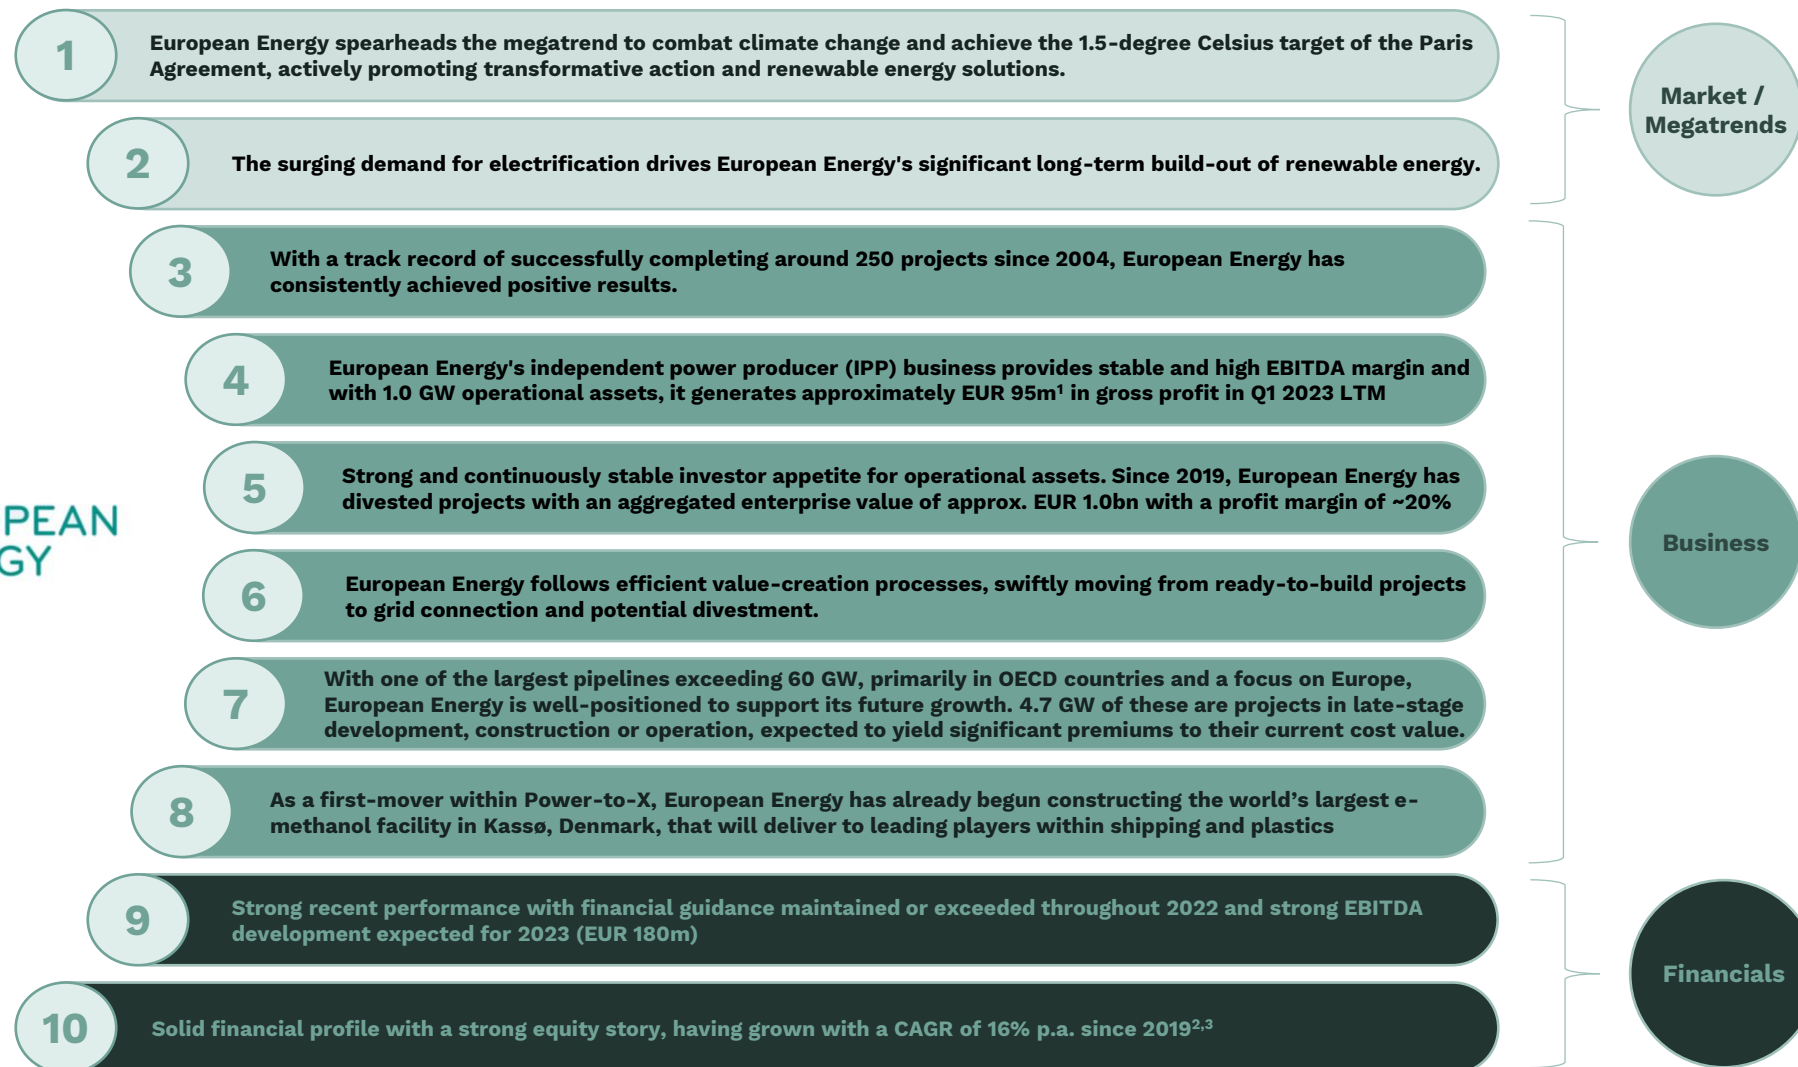 1
European Energy spearheads the megatrend to combat climate change and achieve the 1.5-degree Celsius target of the Paris
Agreement, actively promoting transformative action and renewable energy solutions.
2
The surging demand for electrification drives European Energy's significant long-term build-out of renewable energy.
Market /
Megatrends
3
With a track record of successfully completing around 250 projects since 2004, European Energy has
consistently achieved positive results.
4
European Energy's independent power producer (IPP) business provides stable and high EBITDA margin and
with 1.0 GW operational assets, it generates approximately EUR 95m¹ in gross profit in Q1 2023 LTM
5
Strong and continuously stable investor appetite for operational assets. Since 2019, European Energy has
divested projects with an aggregated enterprise value of approx. EUR 1.0bn with a profit margin of ~20%
PEAN
GY
6
European Energy follows efficient value-creation processes, swiftly moving from ready-to-build projects
to grid connection and potential divestment.
7
With one of the largest pipelines exceeding 60 GW, primarily in OECD countries and a focus on Europe,
European Energy is well-positioned to support its future growth. 4.7 GW of these are projects in late-stage
development, construction or operation, expected to yield significant premiums to their current cost value.
8
As a first-mover within Power-to-X, European Energy has already begun constructing the world’s largest e-
methanol facility in Kassø, Denmark, that will deliver to leading players within shipping and plastics
Business
9
Strong recent performance with financial guidance maintained or exceeded throughout 2022 and strong EBITDA
development expected for 2023 (EUR 180m)
10
Solid financial profile with a strong equity story, having grown with a CAGR of 16% p.a. since 2019²,³
Financials